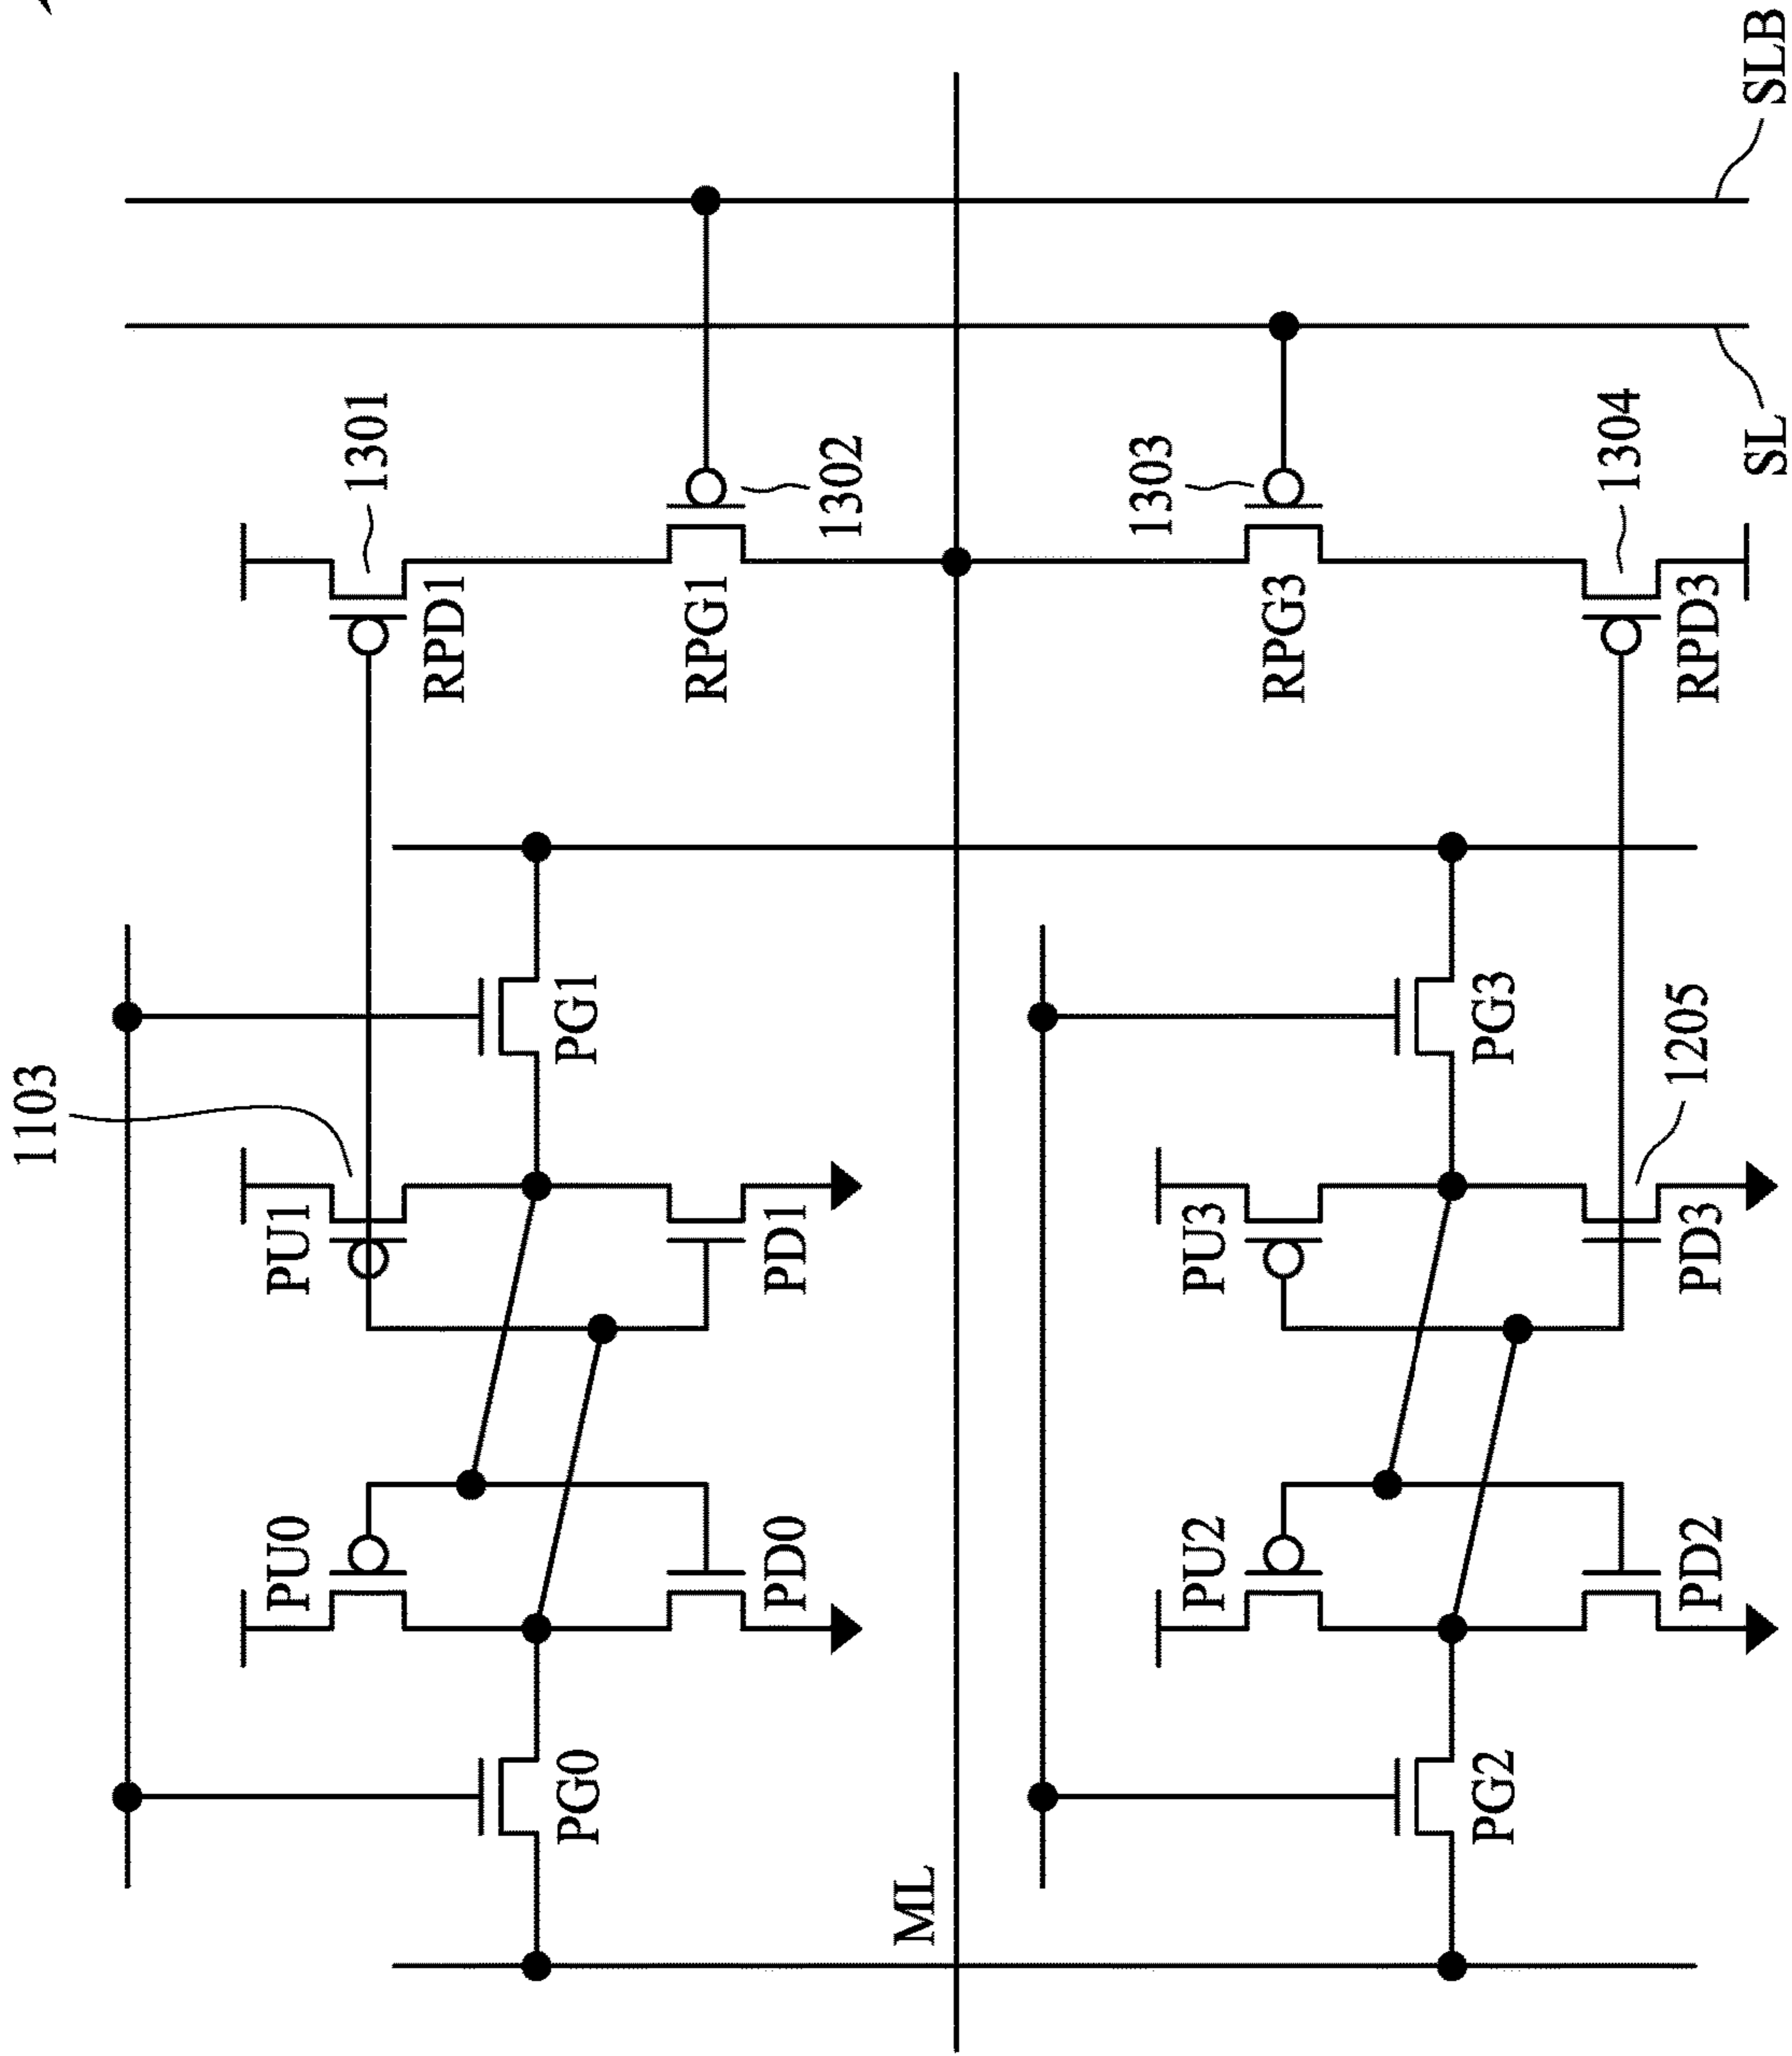 1103
1301
SLB
PU0
PU1
RPD1
PG0
PG1
RPG1
1302
PD0
PD1
ML
1303
PU2
PU3
RPG3
1304
PG2
PG3
1205
PD2
PD3
RPD3
SL